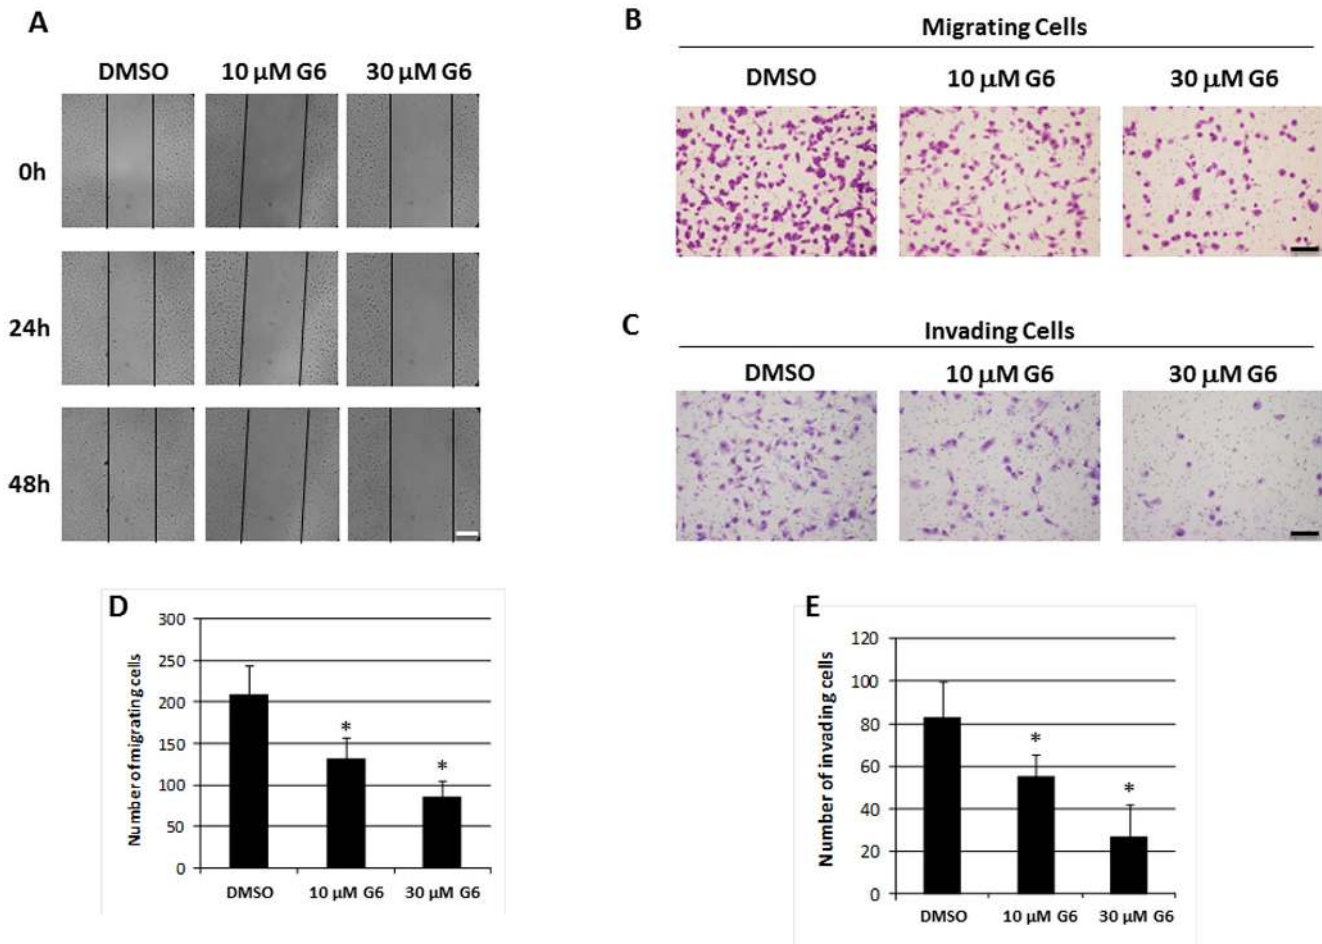 A
DMSO 10 µM G6 30 µM G6
0h
24h
48h
B
Migrating Cells
DMSO 10 µM G6 30 µM G6
C
Invading Cells
DMSO 10 µM G6 30 µM G6
D
Number of migrating cells
300
250
200
150
100
50
0
*
*
DMSO 10 µM G6 30 µM G6
E
Number of invading cells
120
100
80
60
40
20
0
*
*
DMSO 10 µM G6 30 µM G6